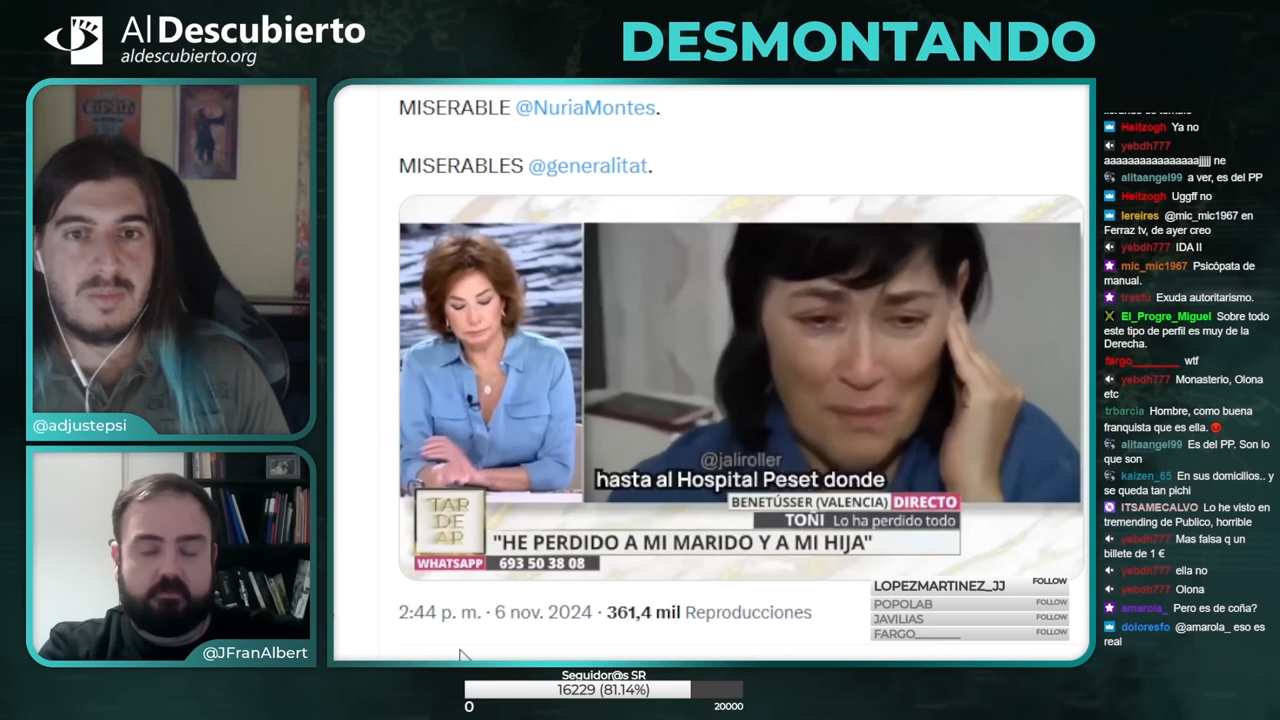 Al Descubierto
aldescubierto.org
DESMONTANDO
@adjustepsi
@JFranAlbert
MISERABLE @NuriaMontes.
MISERABLES @generalitat.
@jaliroller
hasta al Hospital Peset donde
BENETÚSSER (VALENCIA) DIRECTO
TOÑI Lo ha perdido todo
TAR
DE
AR
"HE PERDIDO A MI MARIDO Y A MI HIJA"
WHATSAPP 693 50 38 08
2:44 p. m. · 6 nov. 2024 · 361,4 mil Reproducciones
LOPEZMARTINEZ_JJ FOLLOW
POPOLAB FOLLOW
JAVILIAS FOLLOW
FARGO________ FOLLOW
Seguidor@s SR
16229 (81.14%)
0
20000
Heitzogh Ya no
yebdh777
aaaaaaaaaaaaaaaajjjjj ne
alitaangel99 a ver, es del PP
Heitzogh Uggff no
lereires @mic_mic1967 en
Ferraz tv, de ayer creo
yebdh777 IDA II
mic_mic1967 Psicópata de
manual.
trasfu Exuda autoritarismo.
El_Progre_Miguel Sobre todo
este tipo de perfil es muy de la
Derecha.
fargo________ wtf
yebdh777 Monasterio, Olona
etc
trbarcia Hombre, como buena
franquista que es ella.
alitaangel99 Es del PP. Son lo
que son
kaizen_65 En sus domicilios.. y
se queda tan pichi
ITSAMECALVO Lo he visto en
tremending de Publico, horrible
yebdh777 Mas falsa q un
billete de 1 €
yebdh777 ella no
yebdh777 Olona
amarola_ Pero es de coña?
doloresfo @amarola_ eso es
real